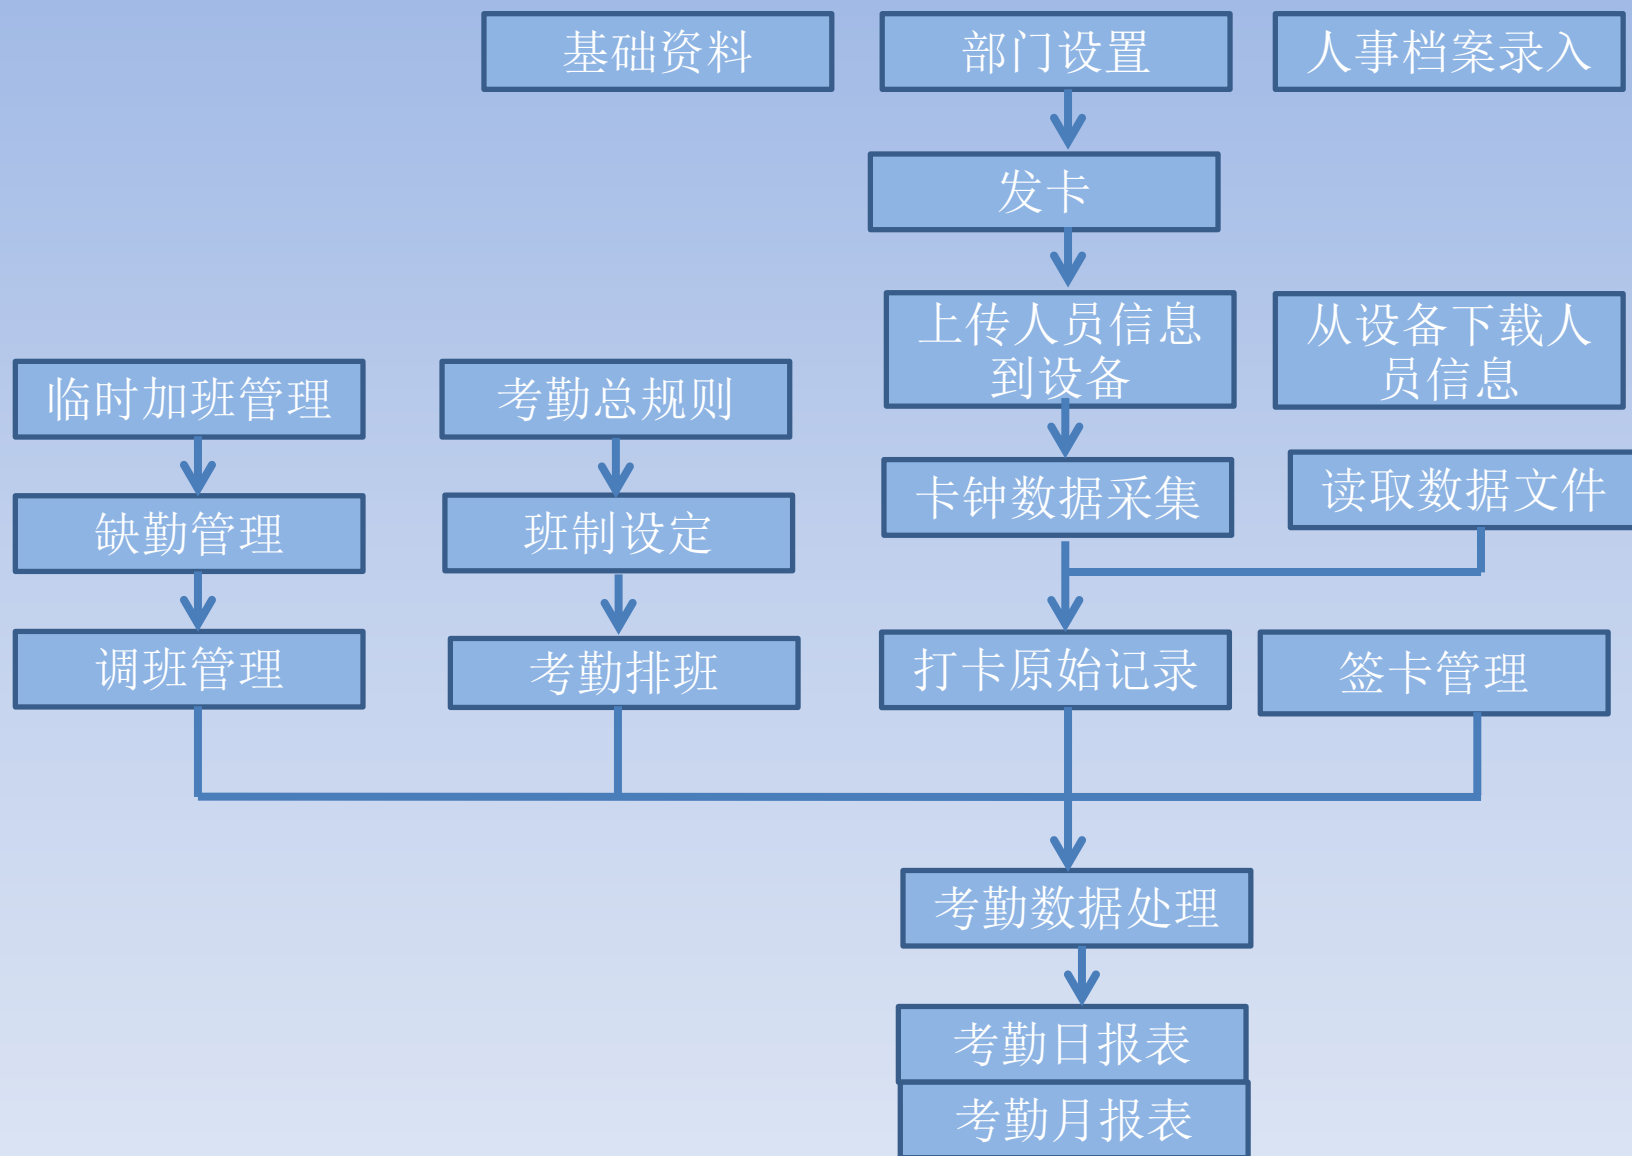 基础资料
部门设置
人事档案录入
发卡
上传人员信息
到设备
从设备下载人
员信息
临时加班管理
考勤总规则
卡钟数据采集
读取数据文件
缺勤管理
班制设定
调班管理
考勤排班
打卡原始记录
签卡管理
考勤数据处理
考勤日报表
考勤月报表